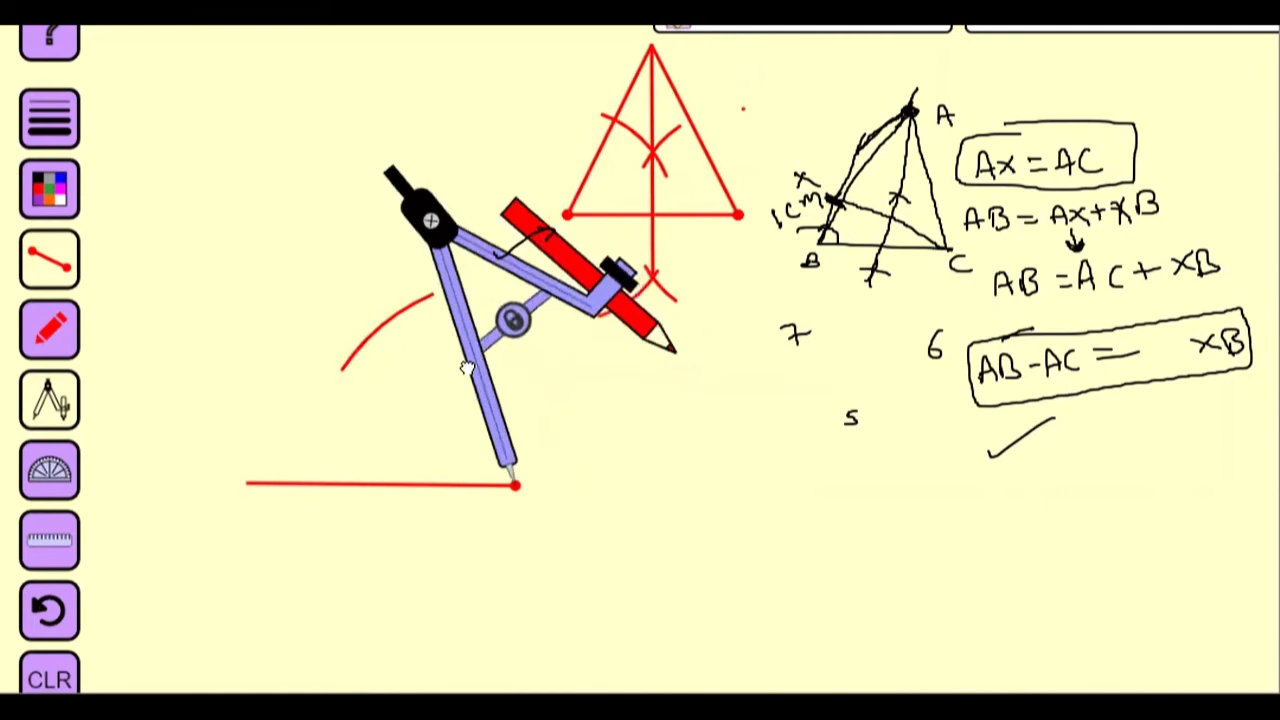 ?
A
AX = AC
X
1CM
AB = AX + XB
B
C
AB = AC + XB
7
6
AB - AC = XB
5
CLR